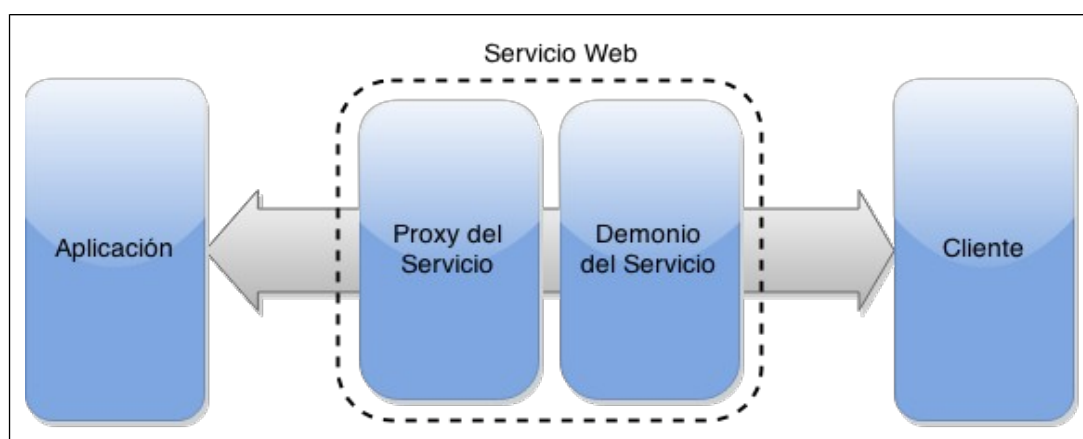 Servicio Web
Aplicación
Proxy del
Servicio
Demonio
del Servicio
Cliente